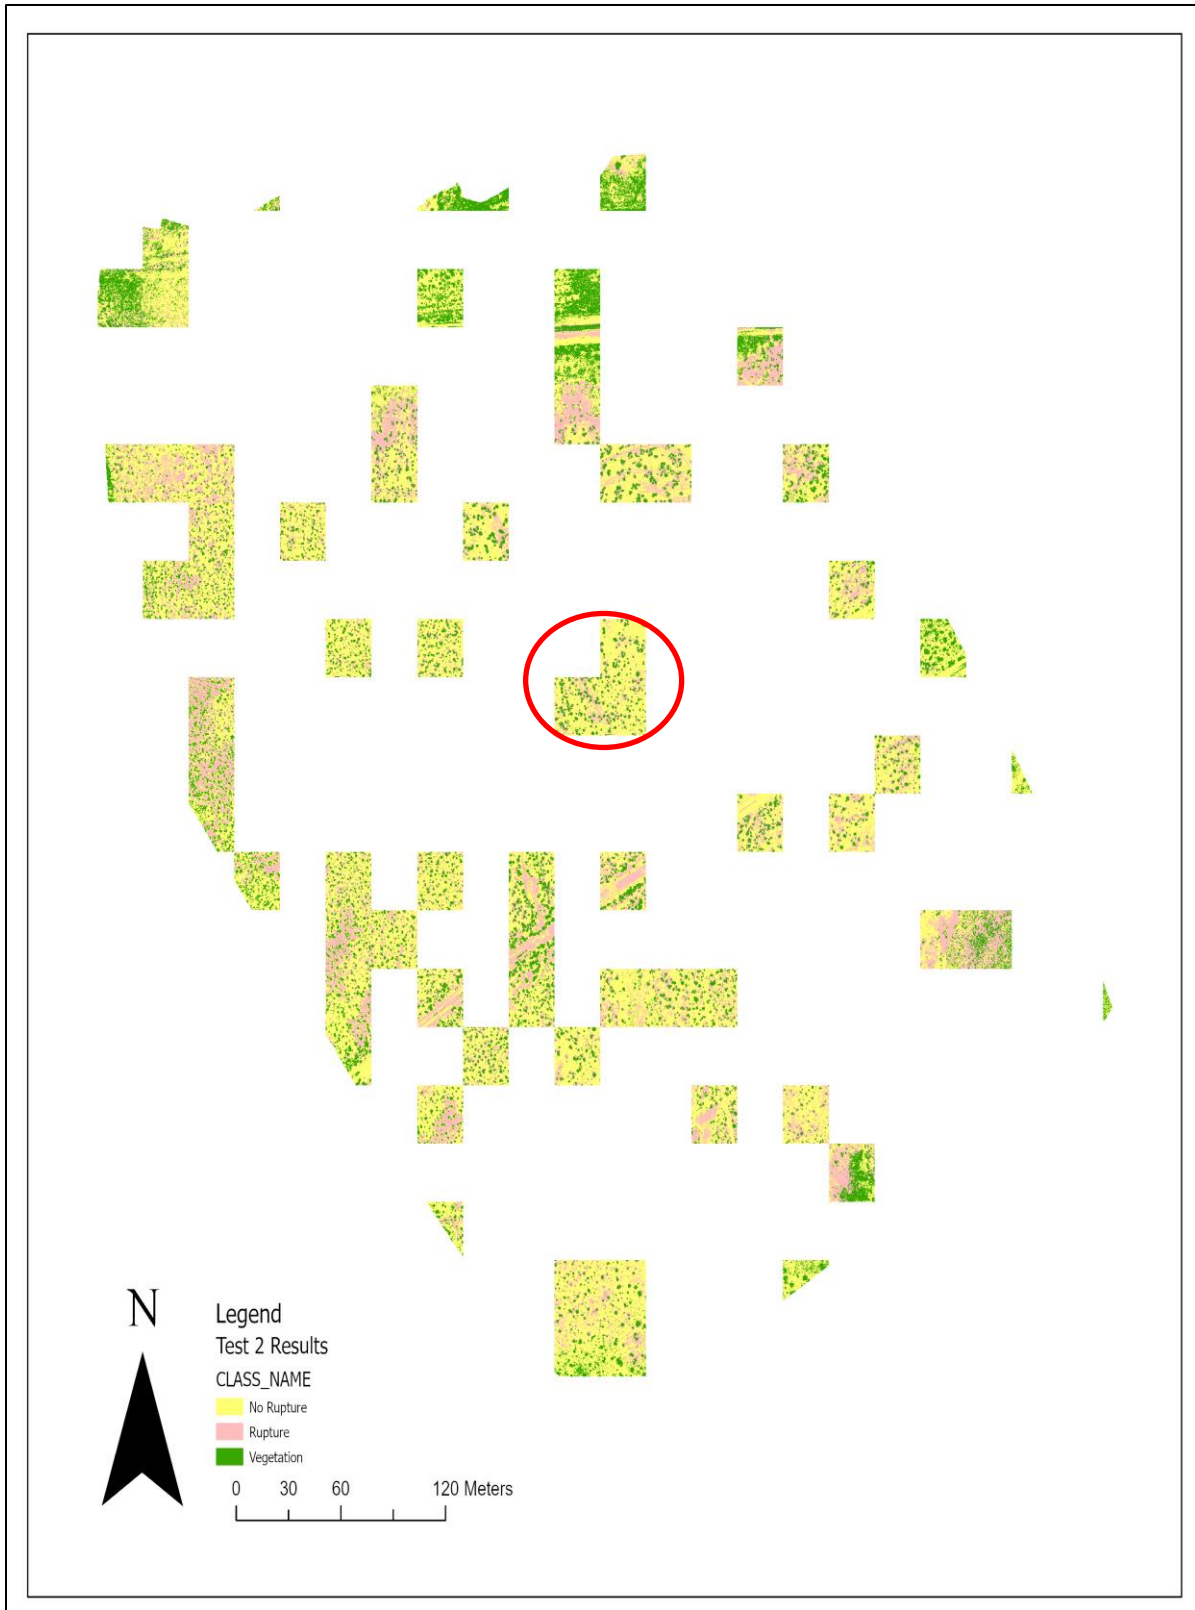 N
Legend
Test 2 Results
CLASS_NAME
No Rupture
Rupture
Vegetation
0 30 60 120 Meters